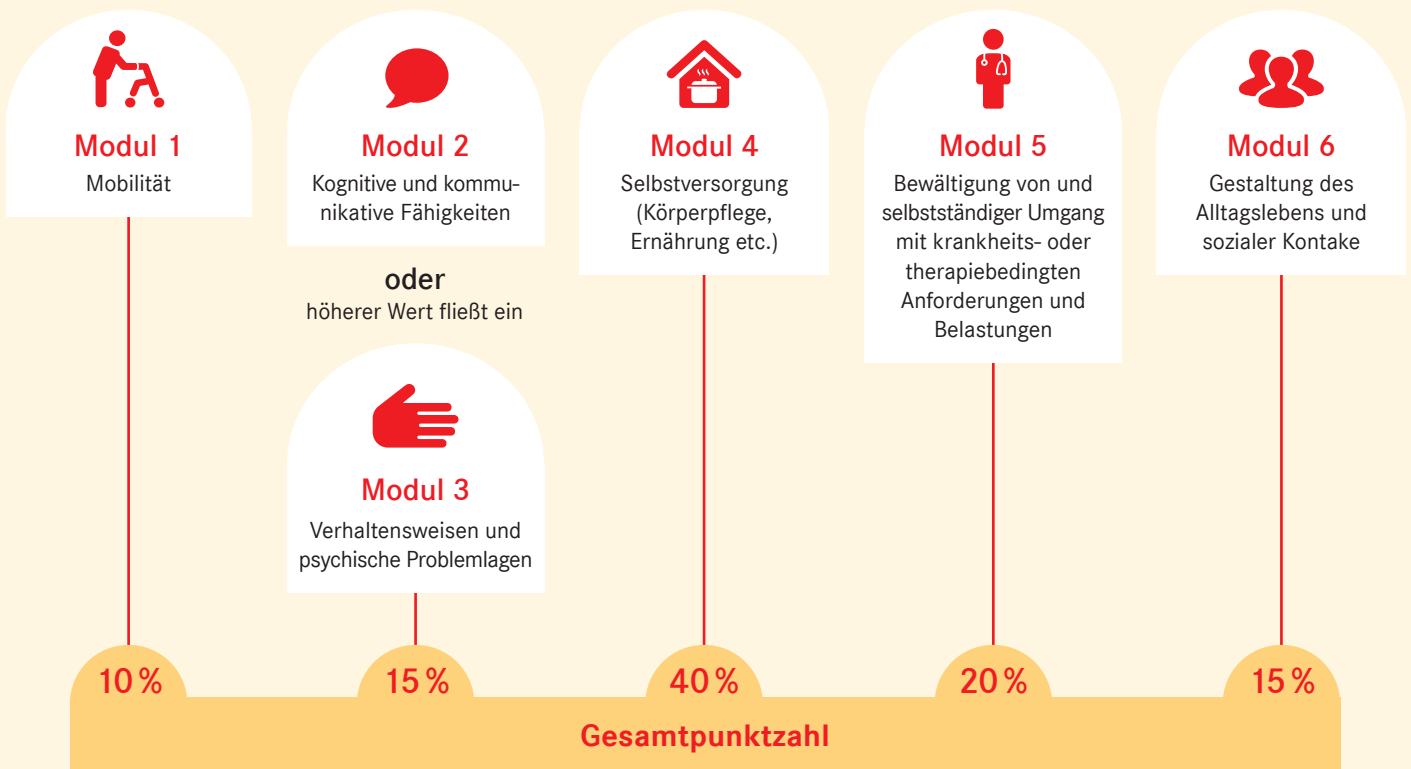 Modul 1
Mobilität
Modul 2
Kognitive und kommu-
nikative Fähigkeiten
oder
höherer Wert fließt ein
Modul 3
Verhaltensweisen und
psychische Problemlagen
Modul 4
Selbstversorgung
(Körperpflege,
Ernährung etc.)
Modul 5
Bewältigung von und
selbstständiger Umgang
mit krankheits- oder
therapiebedingten
Anforderungen und
Belastungen
Modul 6
Gestaltung des
Alltagslebens und
sozialer Kontake
10 %
15 %
40 %
20 %
15 %
Gesamtpunktzahl